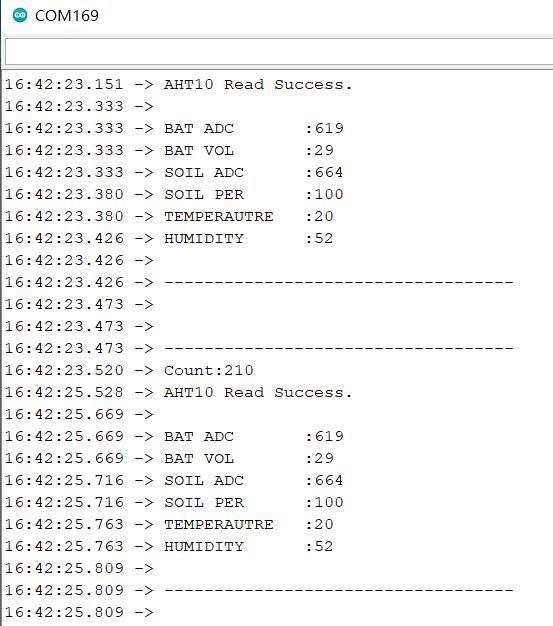 COM169
16:42:23.151 -> AHT10 Read Success.
16:42:23.333 ->
16:42:23.333 -> BAT ADC       :619
16:42:23.333 -> BAT VOL       :29
16:42:23.333 -> SOIL ADC      :664
16:42:23.380 -> SOIL PER      :100
16:42:23.380 -> TEMPERAUTRE   :20
16:42:23.426 -> HUMIDITY      :52
16:42:23.426 ->
16:42:23.426 -> -----------------------------------
16:42:23.473 ->
16:42:23.473 ->
16:42:23.473 -> -----------------------------------
16:42:23.520 -> Count:210
16:42:25.528 -> AHT10 Read Success.
16:42:25.669 ->
16:42:25.669 -> BAT ADC       :619
16:42:25.669 -> BAT VOL       :29
16:42:25.716 -> SOIL ADC      :664
16:42:25.716 -> SOIL PER      :100
16:42:25.763 -> TEMPERAUTRE   :20
16:42:25.763 -> HUMIDITY      :52
16:42:25.809 ->
16:42:25.809 -> -----------------------------------
16:42:25.809 ->